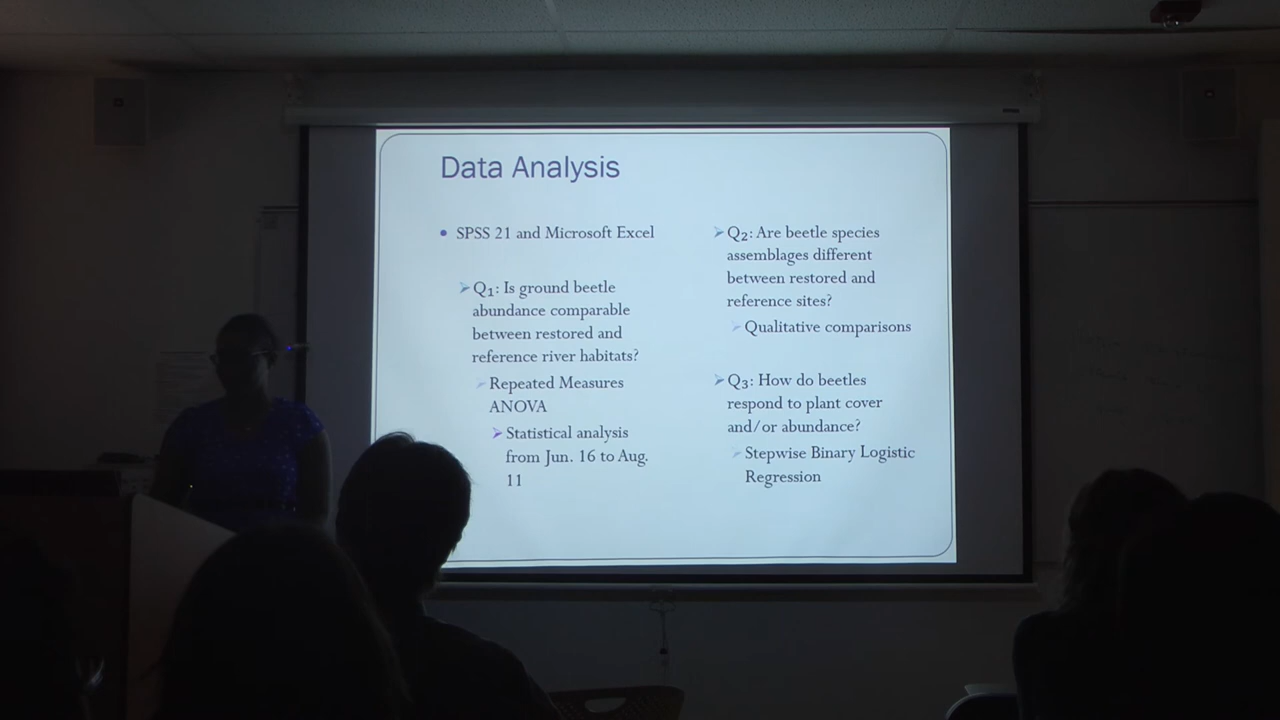 Data Analysis
• SPSS 21 and Microsoft Excel
➢ Q1: Is ground beetle
abundance comparable
between restored and
reference river habitats?
➢ Repeated Measures
ANOVA
➢ Statistical analysis
from Jun. 16 to Aug.
11
➢ Q2: Are beetle species
assemblages different
between restored and
reference sites?
➢ Qualitative comparisons
➢ Q3: How do beetles
respond to plant cover
and/or abundance?
➢ Stepwise Binary Logistic
Regression